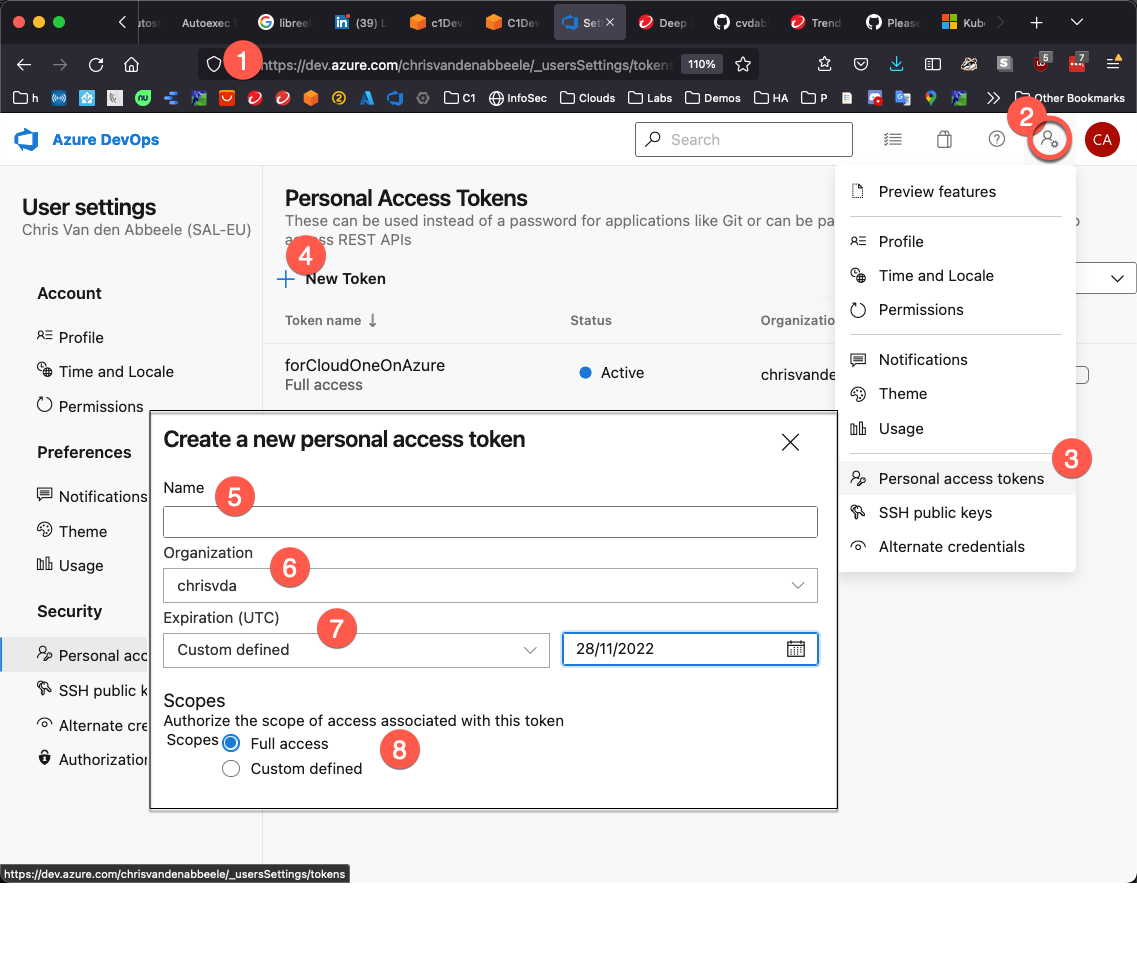 Autoexec
libreel
(39) L
c1Dev
C1Dev
Set
Deep
cvdab
Trend
Please
Kub
1
https://dev.azure.com/chrisvandenabbeele/_usersSettings/tokens
110%
S
5
7
h
C1
InfoSec
Clouds
Labs
Demos
HA
P
Other Bookmarks
Azure DevOps
Search
2
CA
User settings
Chris Van den Abbeele (SAL-EU)
Account
Profile
Time and Locale
Permissions
Preferences
Notifications
Theme
Usage
Security
Personal acc
SSH public k
Alternate cre
Authorization
Personal Access Tokens
These can be used instead of a password for applications like Git or can be pa
REST APIs
4
New Token
Token name
Status
Organizatio
forCloudOneOnAzure
Full access
Active
chrisvande
Preview features
Profile
Time and Locale
Permissions
Notifications
Theme
Usage
3
Personal access tokens
SSH public keys
Alternate credentials
Create a new personal access token
Name
5
Organization
6
chrisvda
Expiration (UTC)
7
Custom defined
28/11/2022
Scopes
Authorize the scope of access associated with this token
Scopes
Full access
8
Custom defined
https://dev.azure.com/chrisvandenabbeele/_usersSettings/tokens